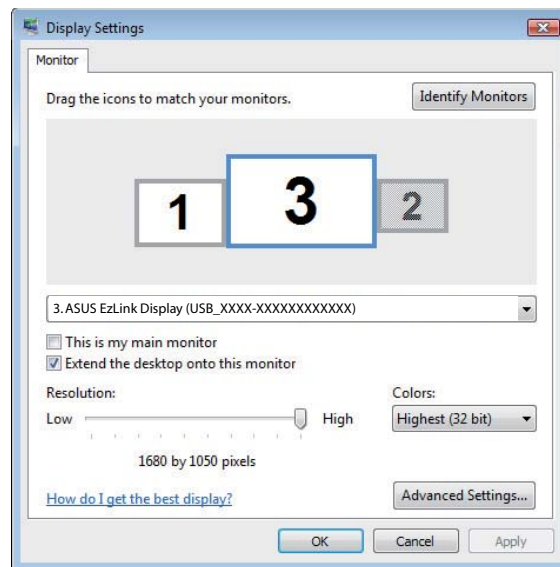 Display Settings
Monitor
Drag the icons to match your monitors.
Identify Monitors
1
3
2
3. ASUS EzLink Display (USB_XXXX-XXXXXXXXXXXX)
This is my main monitor
Extend the desktop onto this monitor
Resolution:
Colors:
Low
High
Highest (32 bit)
1680 by 1050 pixels
How do I get the best display?
Advanced Settings...
OK
Cancel
Apply